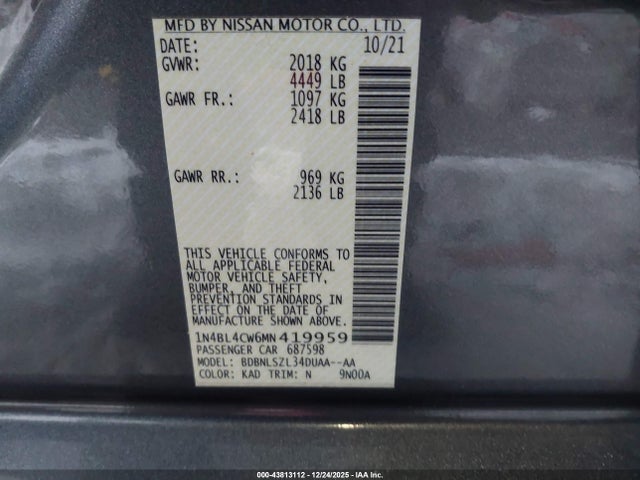 MFD BY NISSAN MOTOR CO., LTD.
DATE: 10/21
GVWR: 2018 KG
4449 LB
GAWR FR.: 1097 KG
2418 LB
GAWR RR.: 969 KG
2136 LB
THIS VEHICLE CONFORMS TO
ALL APPLICABLE FEDERAL
MOTOR VEHICLE SAFETY,
BUMPER, AND THEFT
PREVENTION STANDARDS IN
EFFECT ON THE DATE OF
MANUFACTURE SHOWN ABOVE.
1N4BL4CW6MN419959
PASSENGER CAR 687598
MODEL: BDBNLSZL34DUAA--AA
COLOR: KAD TRIM: N 9N00A
000-43813112 - 12/24/2025 - IAA Inc.